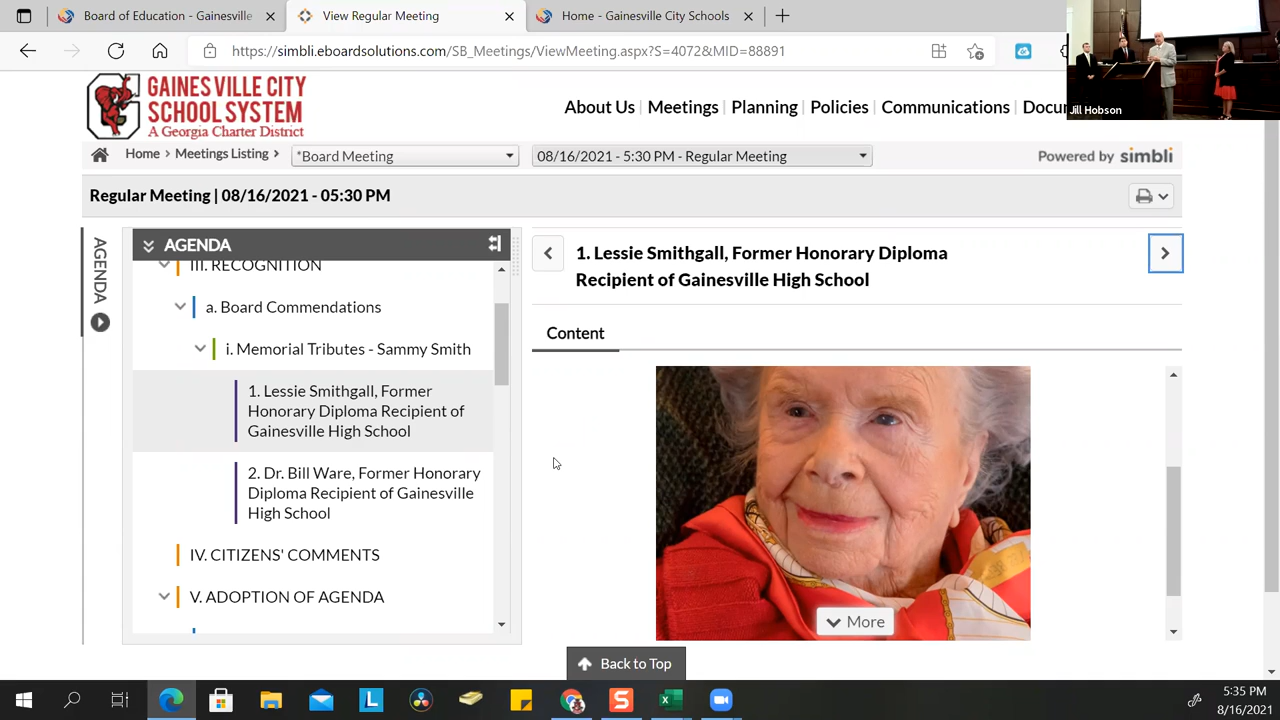 Board of Education - Gainesville
View Regular Meeting
Home - Gainesville City Schools
https://simbli.eboardsolutions.com/SB_Meetings/ViewMeeting.aspx?S=4072&MID=88891
Jill Hobson
GAINESVILLE CITY
SCHOOL SYSTEM
A Georgia Charter District
About Us Meetings Planning Policies Communications Docu
Home Meetings Listing *Board Meeting 08/16/2021 - 5:30 PM - Regular Meeting Powered by simbli
Regular Meeting | 08/16/2021 - 05:30 PM
AGENDA
AGENDA
III. RECOGNITION
a. Board Commendations
i. Memorial Tributes - Sammy Smith
1. Lessie Smithgall, Former
Honorary Diploma Recipient of
Gainesville High School
2. Dr. Bill Ware, Former Honorary
Diploma Recipient of Gainesville
High School
IV. CITIZENS' COMMENTS
V. ADOPTION OF AGENDA
1. Lessie Smithgall, Former Honorary Diploma
Recipient of Gainesville High School
Content
More
Back to Top
5:35 PM
8/16/2021